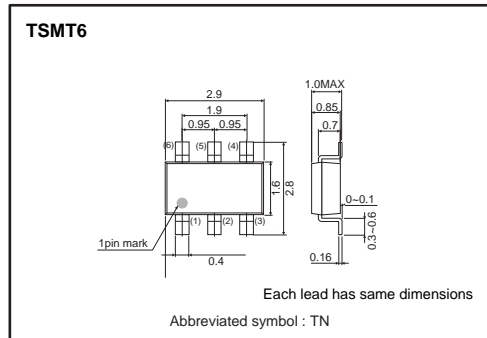 TSMT6
1.0MAX
2.9
0.85
1.9
0.7
0.95 0.95
(6) (5) (4)
1.6
2.8
0~0.1
0.3~0.6
(1) (2) (3)
1pin mark
0.4
0.16
Each lead has same dimensions
Abbreviated symbol : TN